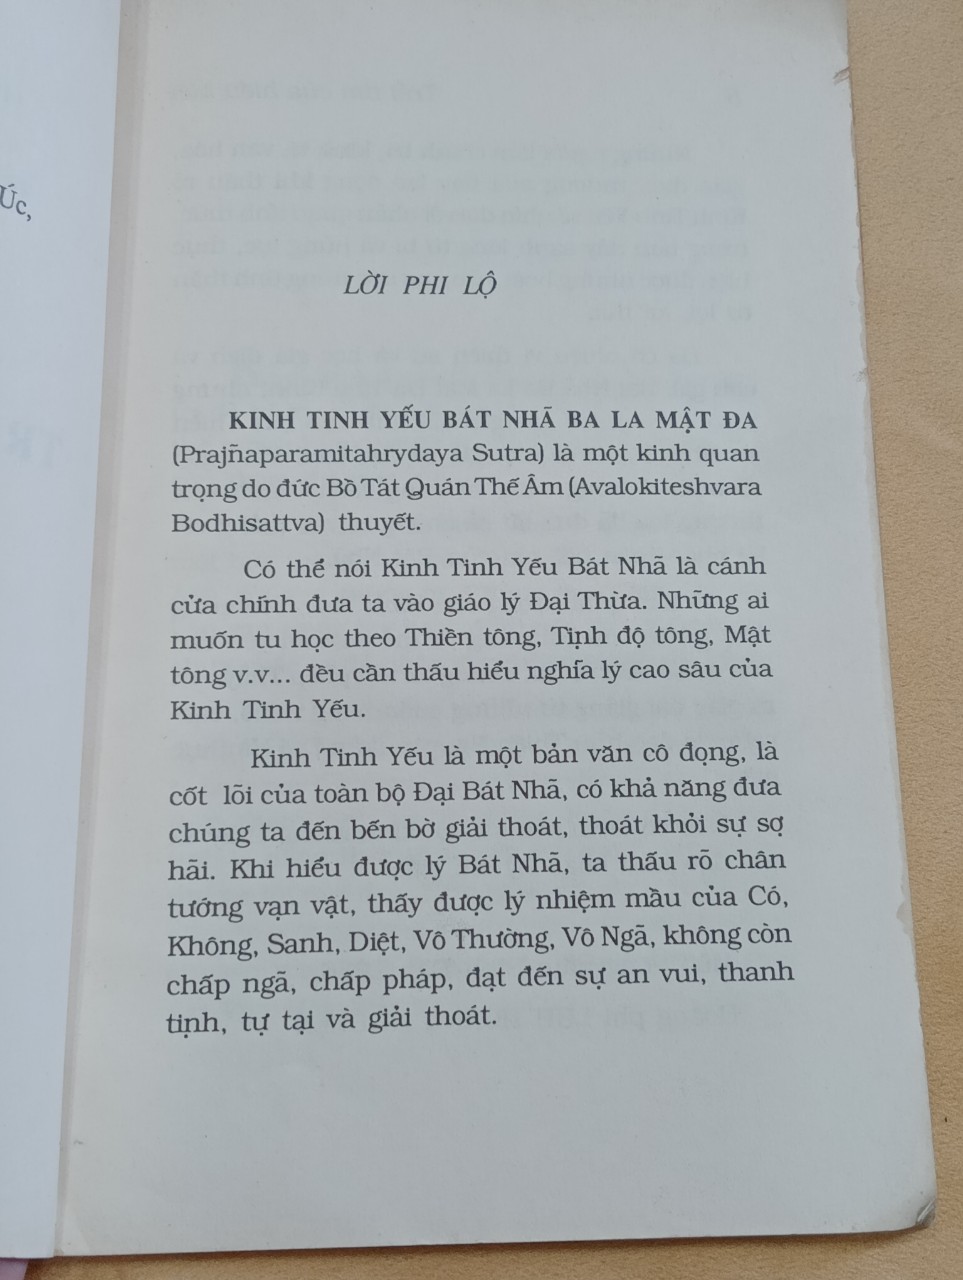 Úc,
LỜI PHI LỘ
KINH TINH YẾU BÁT NHÃ BA LA MẬT ĐA
(Prajñaparamitahrydaya Sutra) là một kinh quan
trọng do đức Bồ Tát Quán Thế Âm (Avalokiteshvara
Bodhisattva) thuyết.
Có thể nói Kinh Tinh Yếu Bát Nhã là cánh
cửa chính đưa ta vào giáo lý Đại Thừa. Những ai
muốn tu học theo Thiền tông, Tịnh độ tông, Mật
tông v.v... đều cần thấu hiểu nghĩa lý cao sâu của
Kinh Tinh Yếu.
Kinh Tinh Yếu là một bản văn cô đọng, là
cốt lõi của toàn bộ Đại Bát Nhã, có khả năng đưa
chúng ta đến bến bờ giải thoát, thoát khỏi sự sợ
hãi. Khi hiểu được lý Bát Nhã, ta thấu rõ chân
tướng vạn vật, thấy được lý nhiệm mầu của Có,
Không, Sanh, Diệt, Vô Thường, Vô Ngã, không còn
chấp ngã, chấp pháp, đạt đến sự an vui, thanh
tịnh, tự tại và giải thoát.